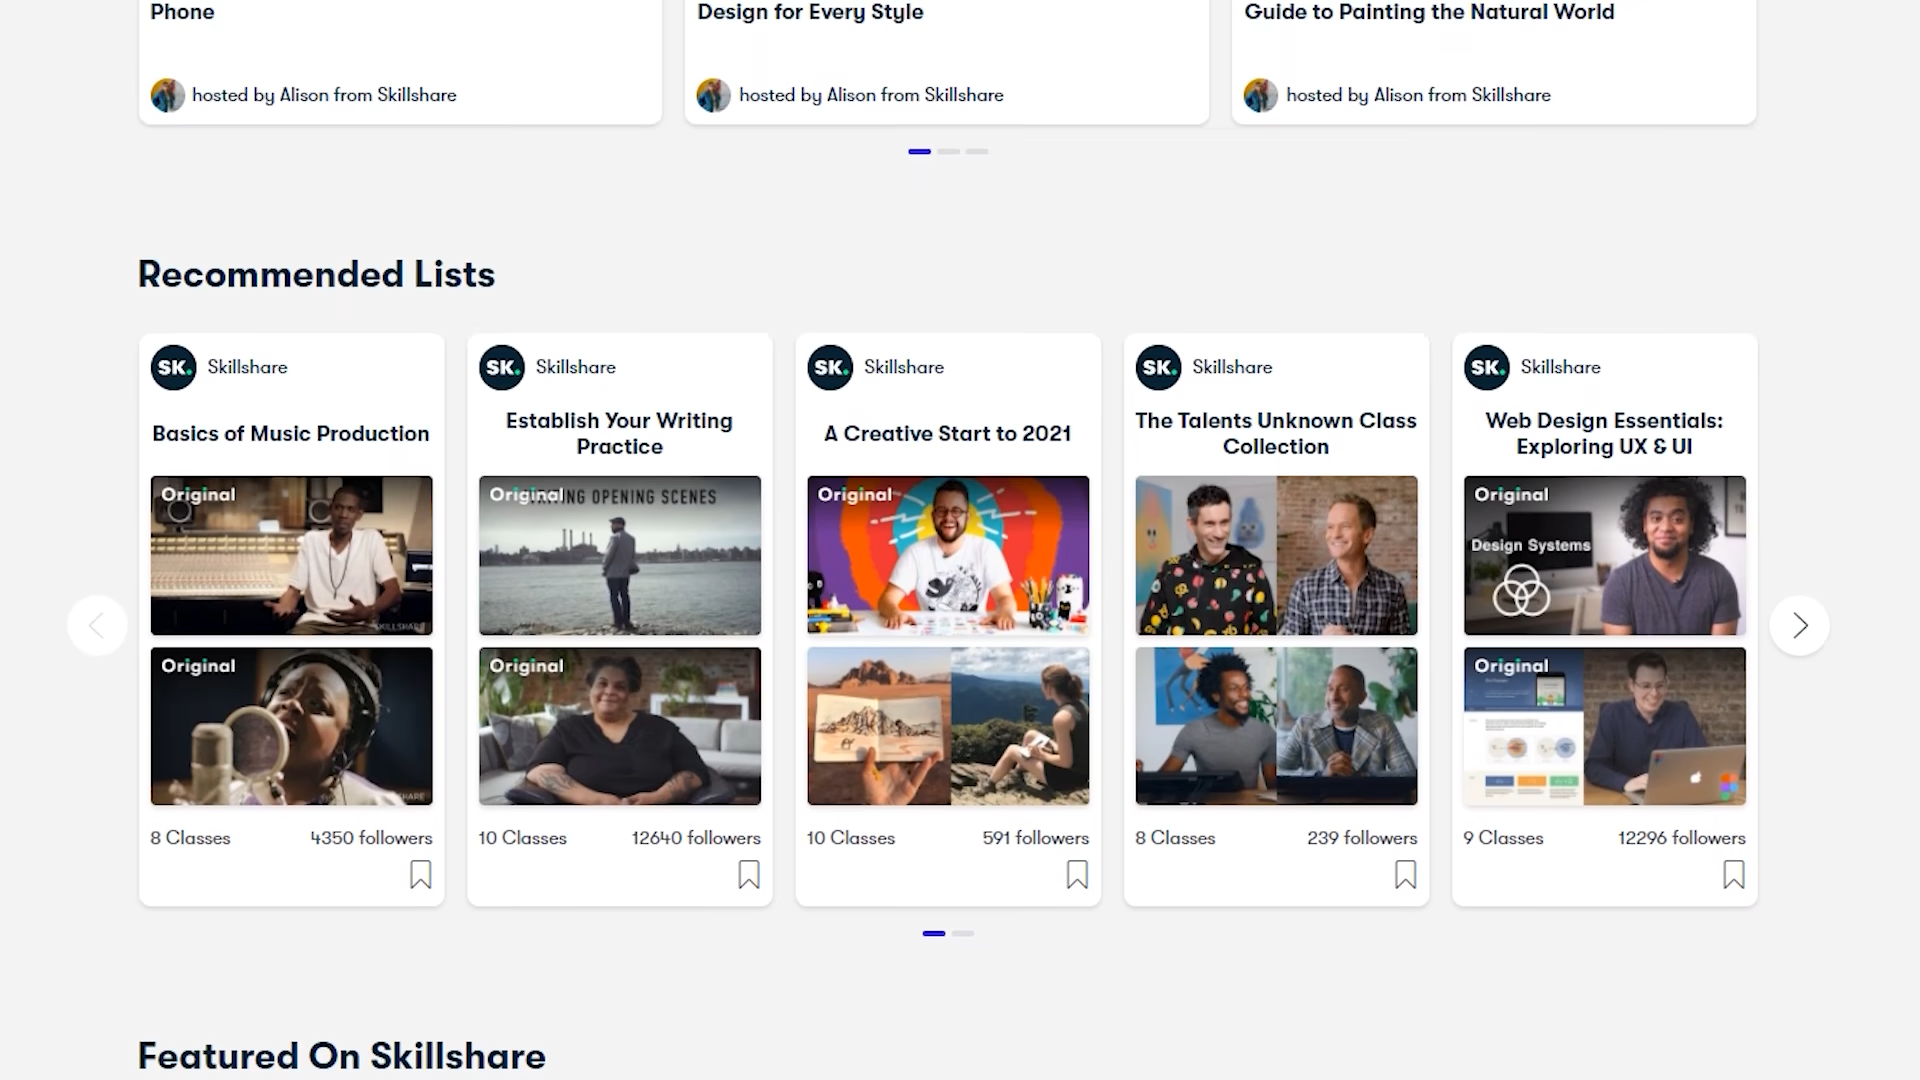 Phone
Design for Every Style
Guide to Painting the Natural World
hosted by Alison from Skillshare
hosted by Alison from Skillshare
hosted by Alison from Skillshare
Recommended Lists
SK. Skillshare
SK. Skillshare
SK. Skillshare
SK. Skillshare
SK. Skillshare
Basics of Music Production
Establish Your Writing
Practice
A Creative Start to 2021
The Talents Unknown Class
Collection
Web Design Essentials:
Exploring UX & UI
Original
SKILLSHARE
Original OPENING SCENES
Original
Original
Design Systems
Original
Original
Original
8 Classes 4350 followers
10 Classes 12640 followers
10 Classes 591 followers
8 Classes 239 followers
9 Classes 12296 followers
Featured On Skillshare